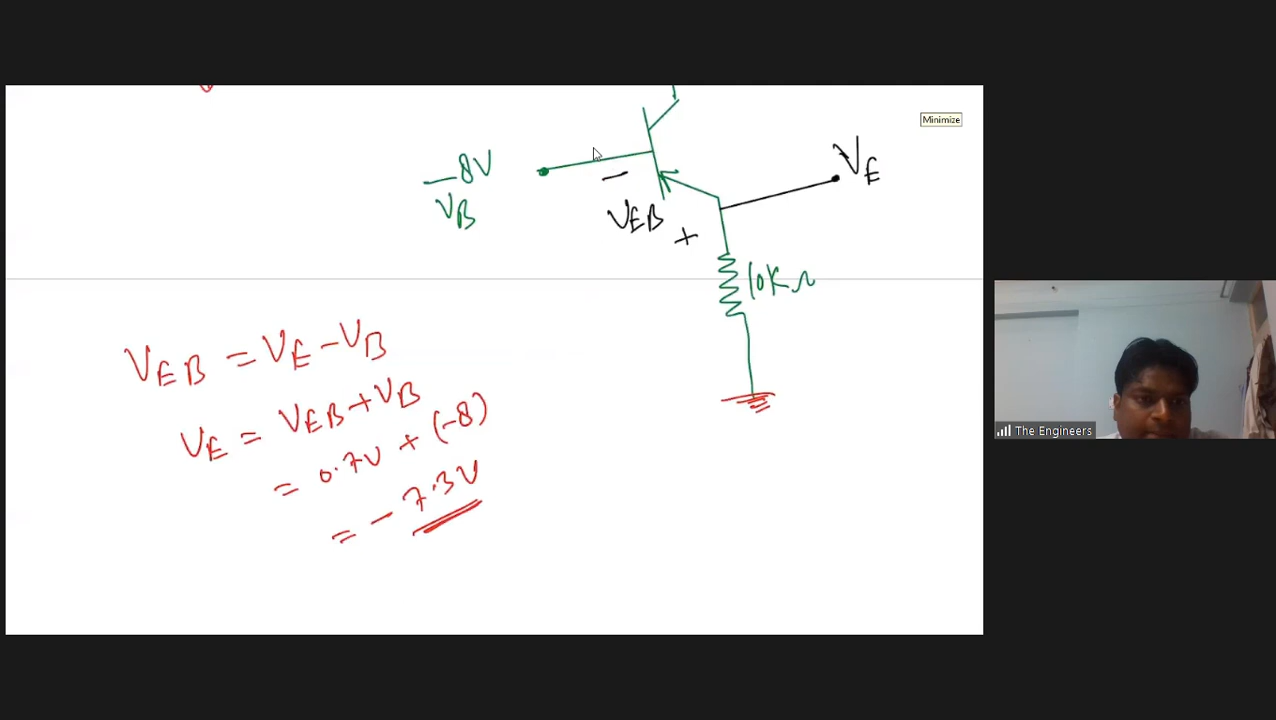 Minimize
-8V
VB
-
VEB
+
VE
10KΩ
VEB = VE - VB
VE = VEB + VB
= 0.7V + (-8)
= - 7.3V
The Engineers